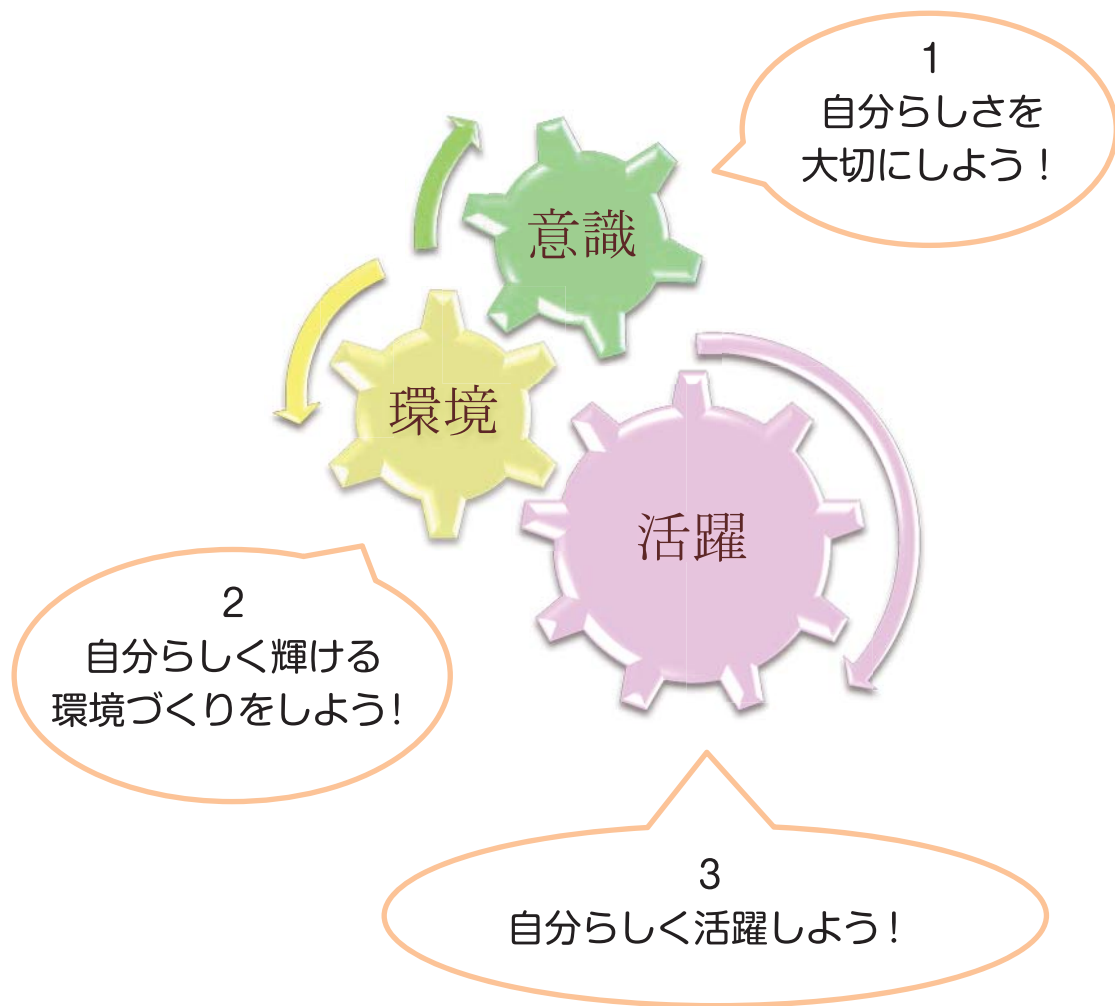 1
自分らしさを
大切にしよう！
意識
環境
活躍
2
自分らしく輝ける
環境づくりをしよう！
3
自分らしく活躍しよう！